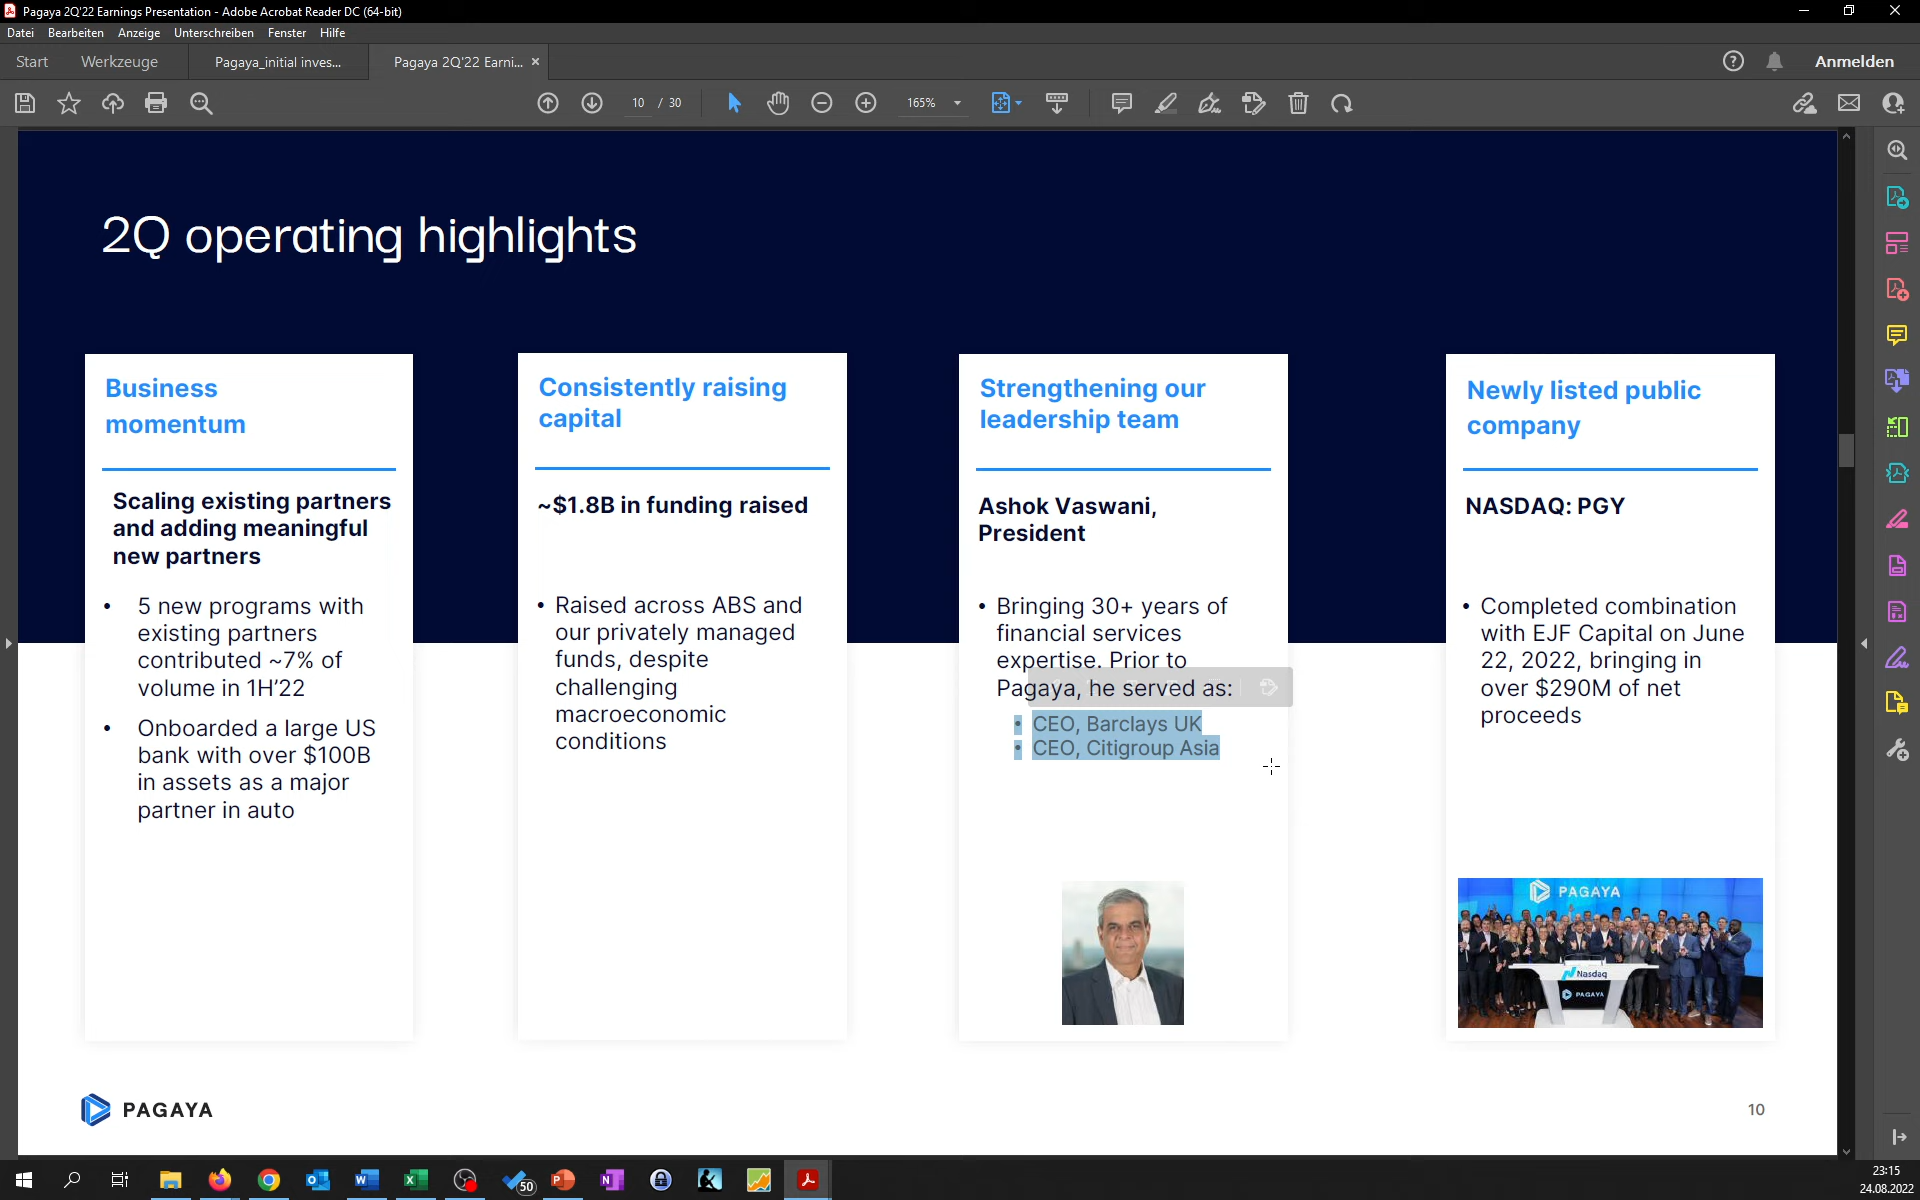 Pagaya 2Q'22 Earnings Presentation - Adobe Acrobat Reader DC (64-bit)
Datei Bearbeiten Anzeige Unterschreiben Fenster Hilfe
Start Werkzeuge Pagaya_initial inves... Pagaya 2Q'22 Earni... × Anmelden
10 / 30 165%
2Q operating highlights
Business
momentum
Scaling existing partners
and adding meaningful
new partners
• 5 new programs with
existing partners
contributed ~7% of
volume in 1H'22
• Onboarded a large US
bank with over $100B
in assets as a major
partner in auto
Consistently raising
capital
~$1.8B in funding raised
• Raised across ABS and
our privately managed
funds, despite
challenging
macroeconomic
conditions
Strengthening our
leadership team
Ashok Vaswani,
President
• Bringing 30+ years of
financial services
expertise. Prior to
Pagaya, he served as:
• CEO, Barclays UK
• CEO, Citigroup Asia
Newly listed public
company
NASDAQ: PGY
• Completed combination
with EJF Capital on June
22, 2022, bringing in
over $290M of net
proceeds
PAGAYA
Nasdaq
PAGAYA
PAGAYA
10
50
23:15
24.08.2022